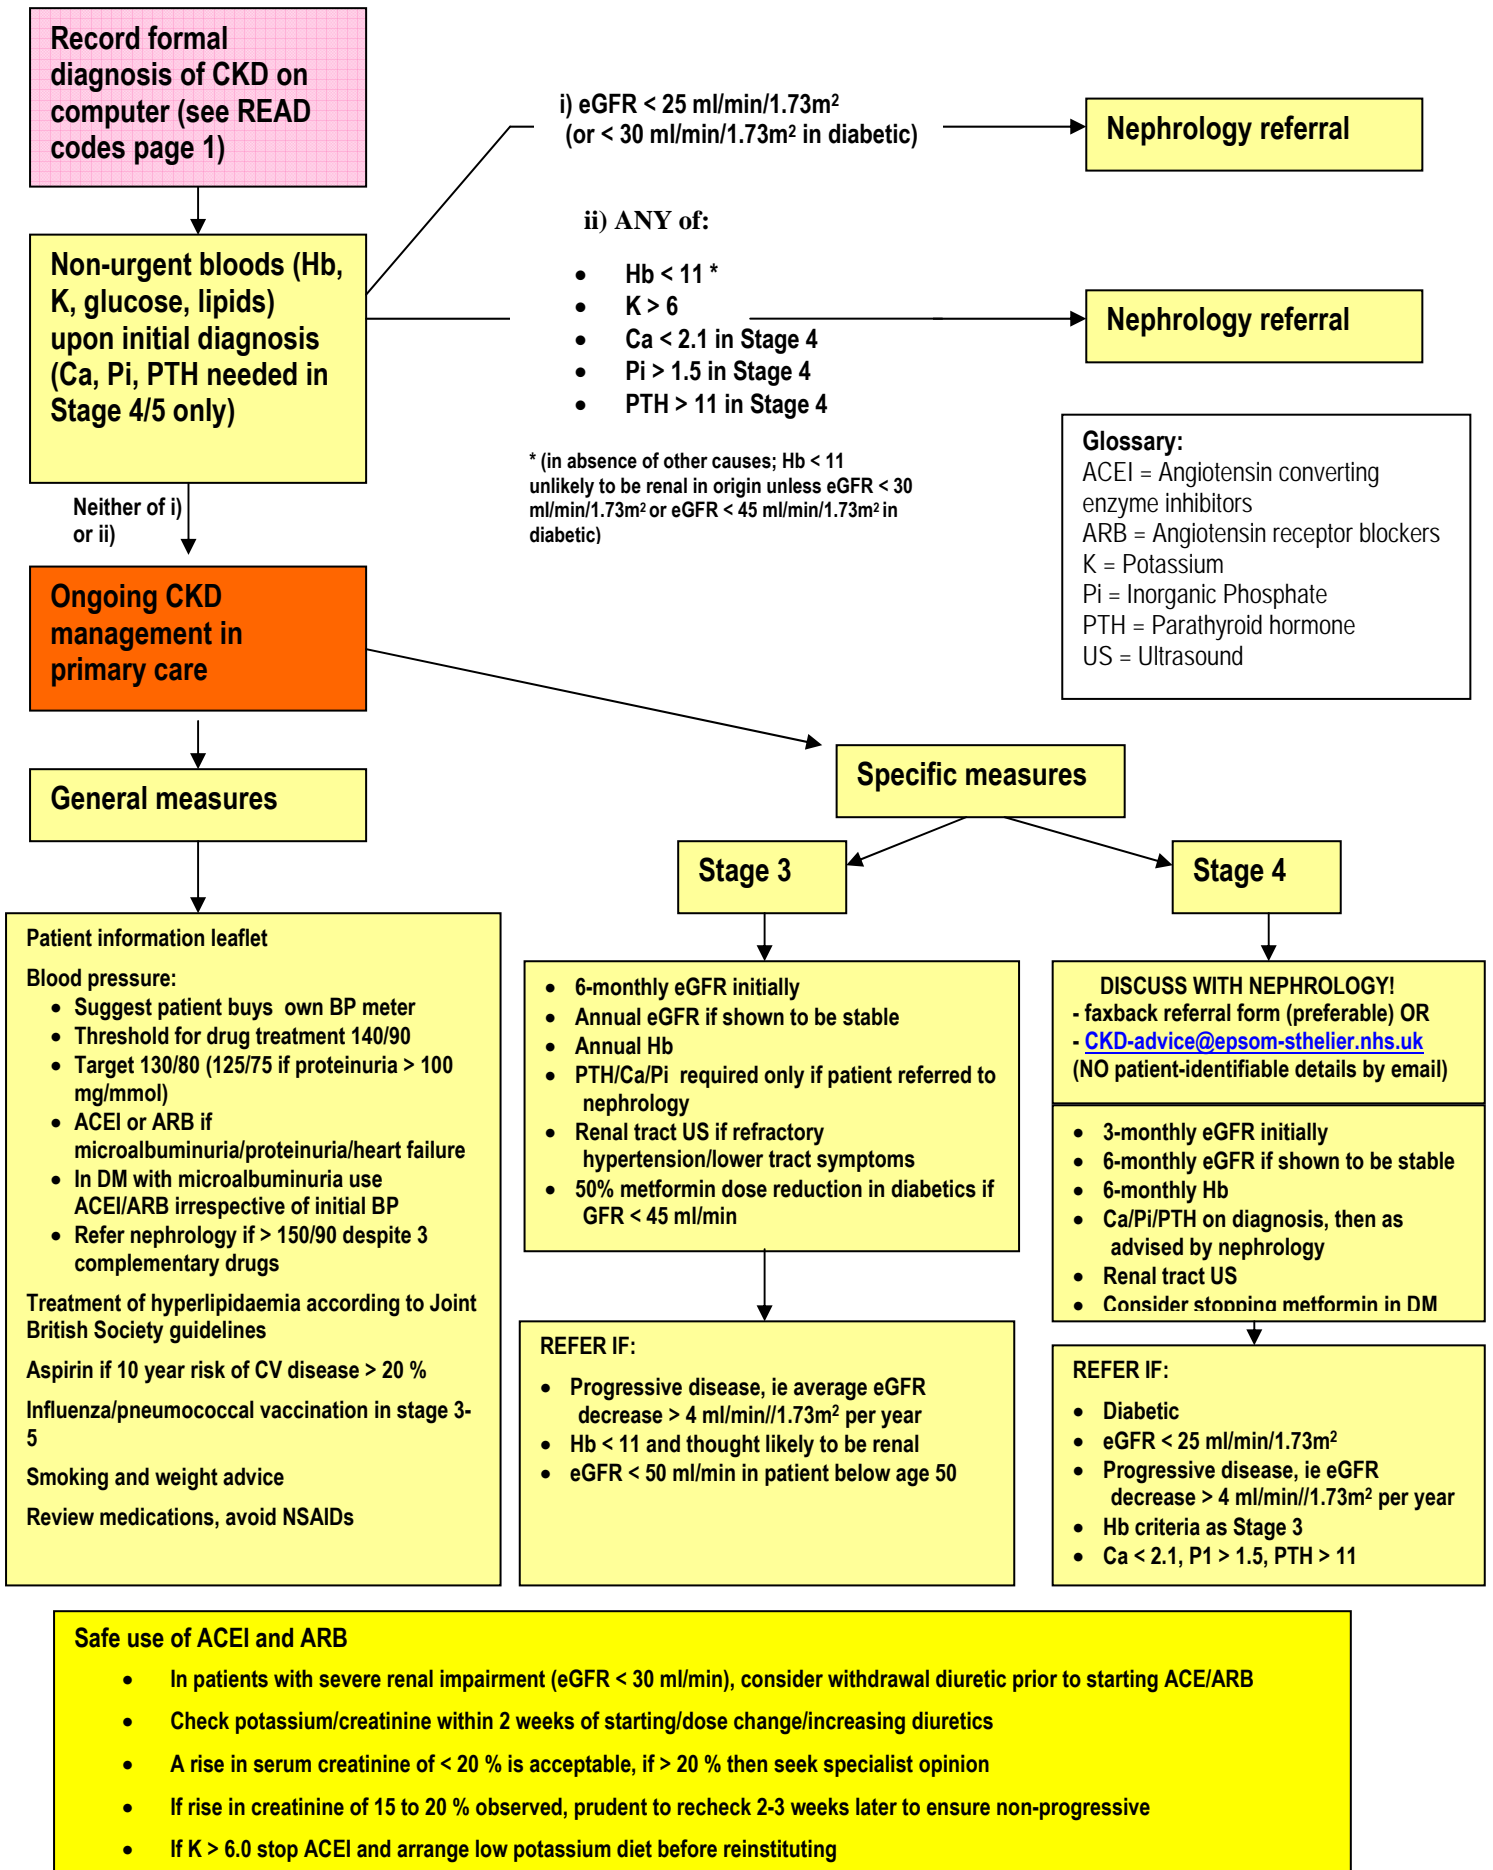 Record formal
diagnosis of CKD on
computer (see READ
codes page 1)
i) eGFR < 25 ml/min/1.73m²
(or < 30 ml/min/1.73m² in diabetic)
Nephrology referral
Non-urgent bloods (Hb,
K, glucose, lipids)
upon initial diagnosis
(Ca, Pi, PTH needed in
Stage 4/5 only)
ii) ANY of:
• Hb < 11 *
• K > 6
• Ca < 2.1 in Stage 4
• Pi > 1.5 in Stage 4
• PTH > 11 in Stage 4
Nephrology referral
* (in absence of other causes; Hb < 11
unlikely to be renal in origin unless eGFR < 30
ml/min/1.73m² or eGFR < 45 ml/min/1.73m² in
diabetic)
Glossary:
ACEI = Angiotensin converting
enzyme inhibitors
ARB = Angiotensin receptor blockers
K = Potassium
Pi = Inorganic Phosphate
PTH = Parathyroid hormone
US = Ultrasound
Neither of i)
or ii)
Ongoing CKD
management in
primary care
General measures
Specific measures
Stage 3
Stage 4
Patient information leaflet
Blood pressure:
• Suggest patient buys own BP meter
• Threshold for drug treatment 140/90
• Target 130/80 (125/75 if proteinuria > 100
mg/mmol)
• ACEI or ARB if
microalbuminuria/proteinuria/heart failure
• In DM with microalbuminuria use
ACEI/ARB irrespective of initial BP
• Refer nephrology if > 150/90 despite 3
complementary drugs
Treatment of hyperlipidaemia according to Joint
British Society guidelines
Aspirin if 10 year risk of CV disease > 20 %
Influenza/pneumococcal vaccination in stage 3-
5
Smoking and weight advice
Review medications, avoid NSAIDs
• 6-monthly eGFR initially
• Annual eGFR if shown to be stable
• Annual Hb
• PTH/Ca/Pi required only if patient referred to
nephrology
• Renal tract US if refractory
hypertension/lower tract symptoms
• 50% metformin dose reduction in diabetics if
GFR < 45 ml/min
REFER IF:
• Progressive disease, ie average eGFR
decrease > 4 ml/min//1.73m² per year
• Hb < 11 and thought likely to be renal
• eGFR < 50 ml/min in patient below age 50
DISCUSS WITH NEPHROLOGY!
- faxback referral form (preferable) OR
- CKD-advice@epsom-sthelier.nhs.uk
(NO patient-identifiable details by email)
• 3-monthly eGFR initially
• 6-monthly eGFR if shown to be stable
• 6-monthly Hb
• Ca/Pi/PTH on diagnosis, then as
advised by nephrology
• Renal tract US
• Consider stopping metformin in DM
REFER IF:
• Diabetic
• eGFR < 25 ml/min/1.73m²
• Progressive disease, ie eGFR
decrease > 4 ml/min//1.73m² per year
• Hb criteria as Stage 3
• Ca < 2.1, P1 > 1.5, PTH > 11
Safe use of ACEI and ARB
• In patients with severe renal impairment (eGFR < 30 ml/min), consider withdrawal diuretic prior to starting ACE/ARB
• Check potassium/creatinine within 2 weeks of starting/dose change/increasing diuretics
• A rise in serum creatinine of < 20 % is acceptable, if > 20 % then seek specialist opinion
• If rise in creatinine of 15 to 20 % observed, prudent to recheck 2-3 weeks later to ensure non-progressive
• If K > 6.0 stop ACEI and arrange low potassium diet before reinstituting